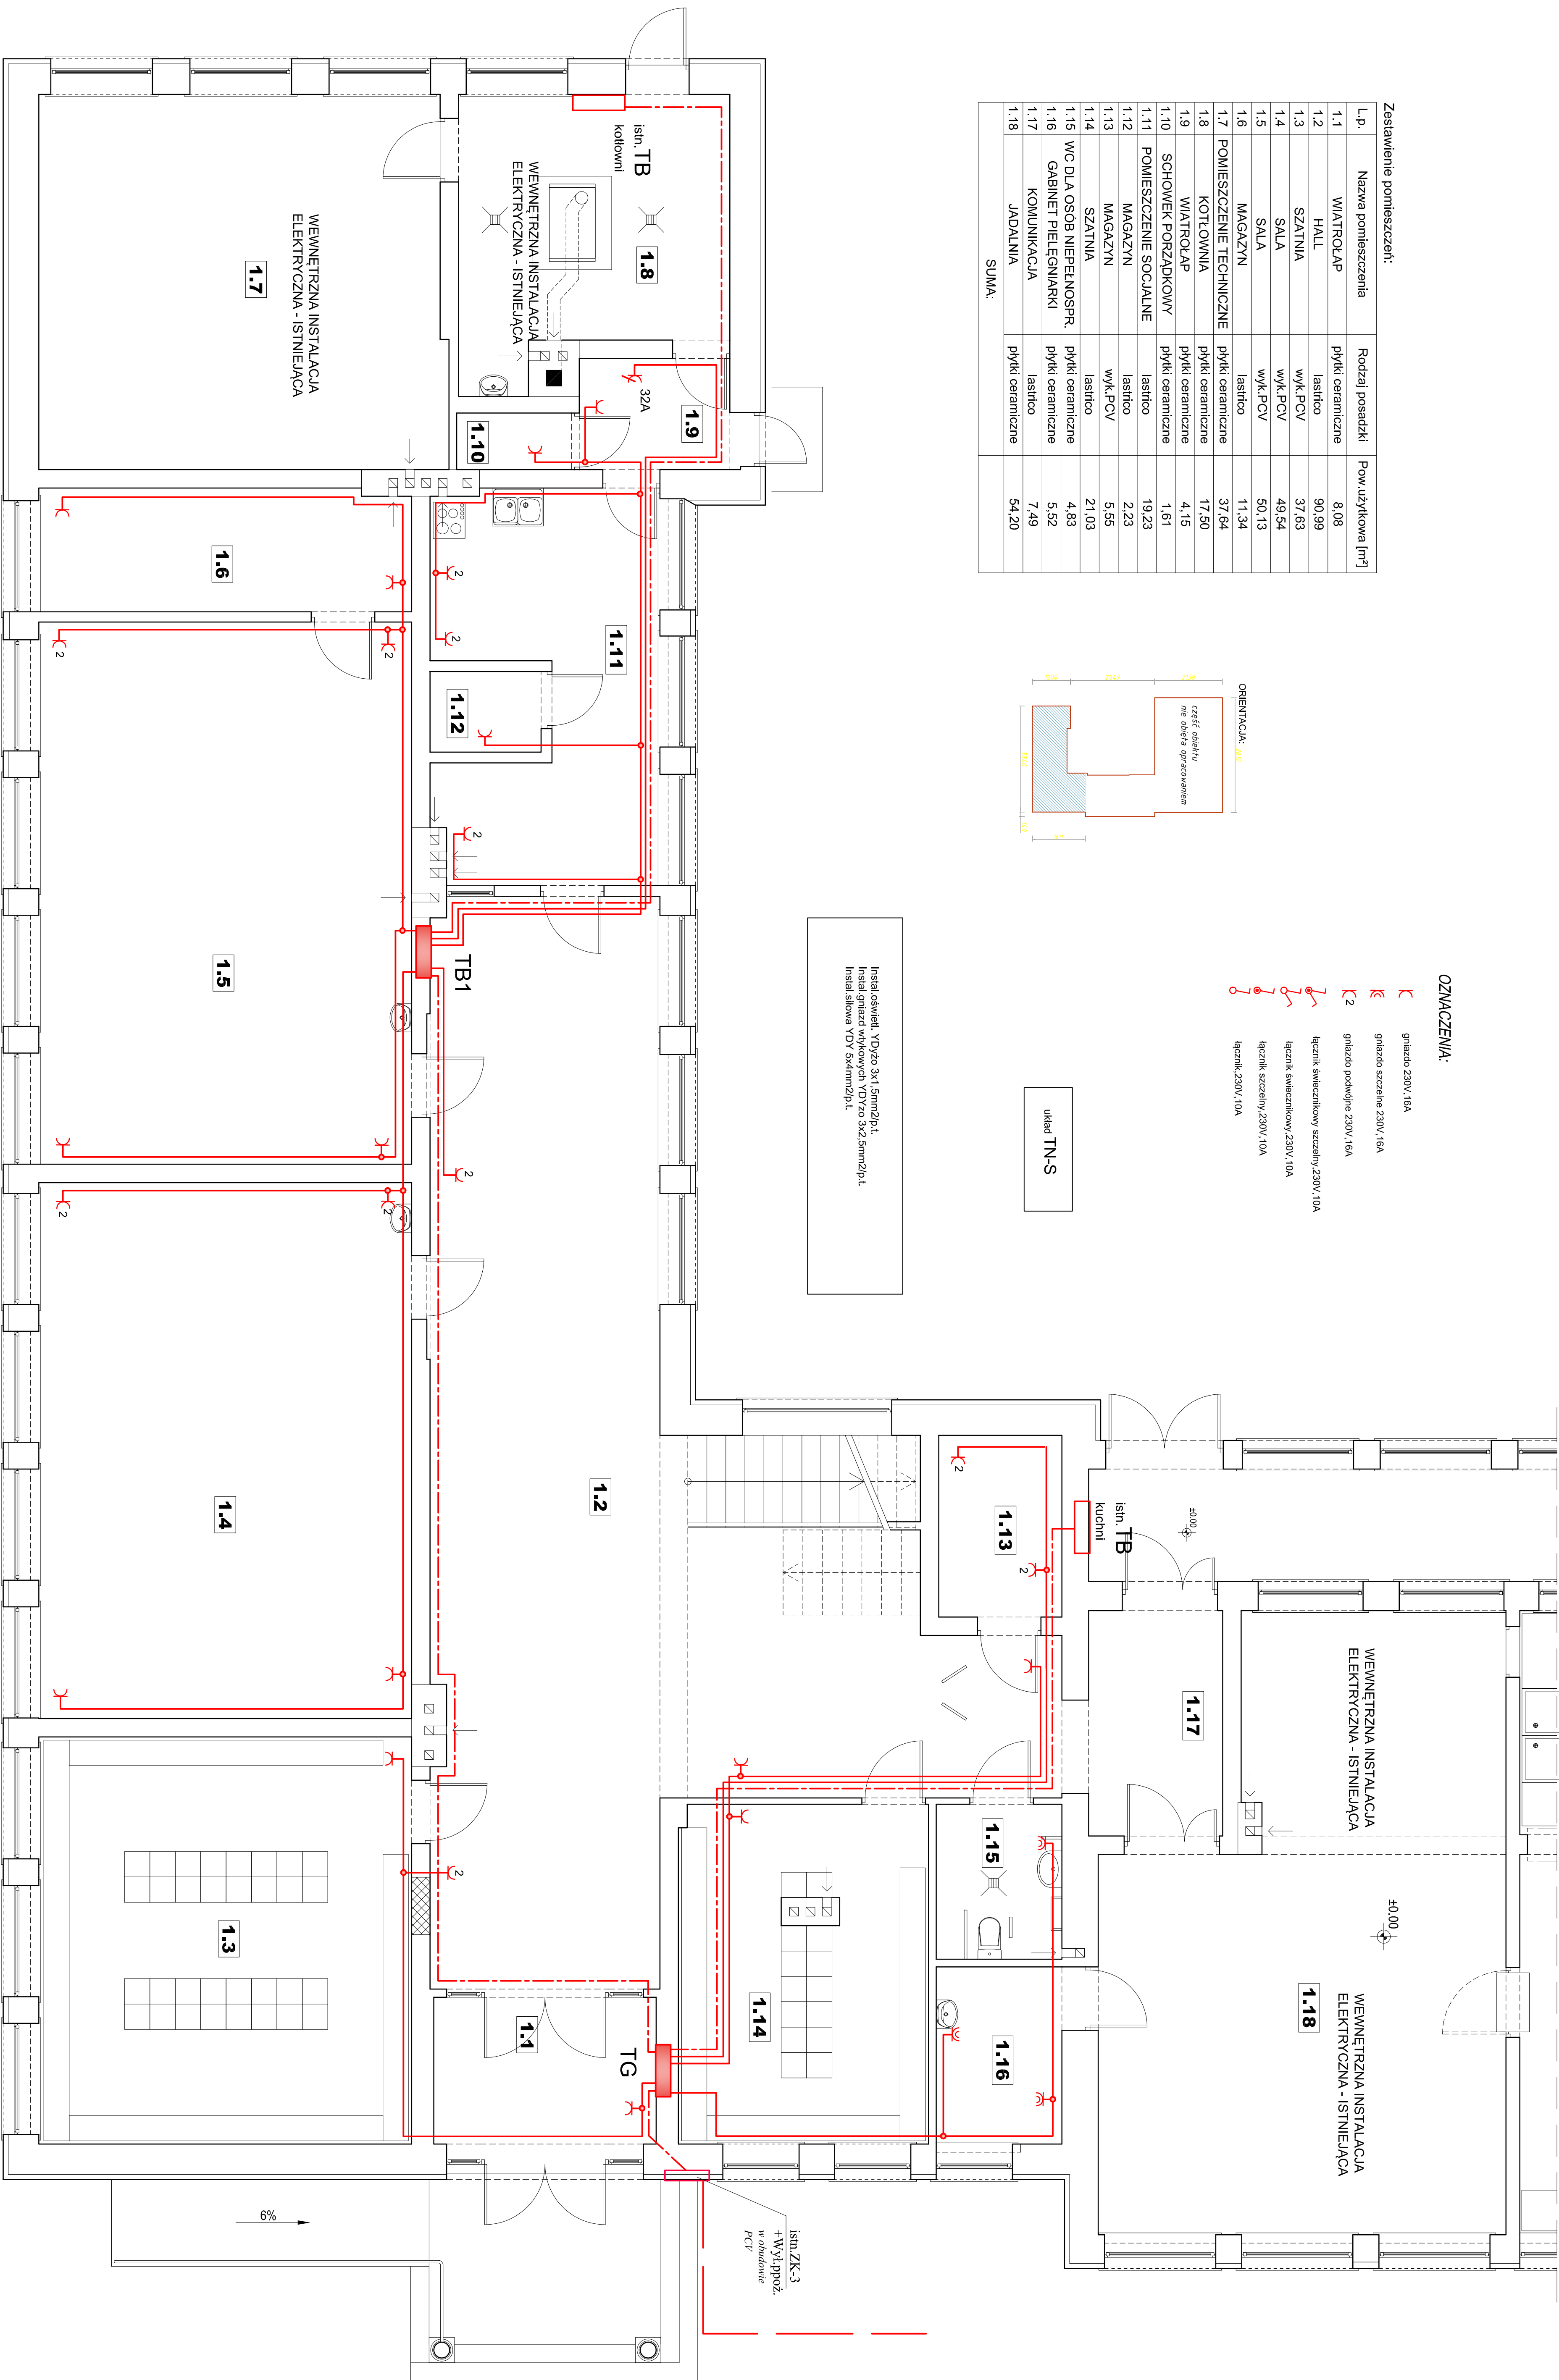 Zestawienie pomieszczeń:
L.p. Nazwa pomieszczenia Rodzaj posadzki Pow.użytkowa [m²]
1.1 WIATROŁAP płytki ceramiczne 8,08
1.2 HALL lastrico 90,99
1.3 SZATNIA wyk.PCV 37,63
1.4 SALA wyk.PCV 49,54
1.5 SALA wyk.PCV 50,13
1.6 MAGAZYN lastrico 11,34
1.7 POMIESZCZENIE TECHNICZNE płytki ceramiczne 37,64
1.8 KOTŁOWNIA płytki ceramiczne 17,50
1.9 WIATROŁAP płytki ceramiczne 4,15
1.10 SCHOWEK PORZĄDKOWY płytki ceramiczne 1,61
1.11 POMIESZCZENIE SOCJALNE lastrico 19,23
1.12 MAGAZYN lastrico 2,23
1.13 MAGAZYN wyk.PCV 5,55
1.14 SZATNIA lastrico 21,03
1.15 WC DLA OSÓB NIEPEŁNOSPR. płytki ceramiczne 4,83
1.16 GABINET PIELĘGNIARKI płytki ceramiczne 5,52
1.17 KOMUNIKACJA lastrico 7,49
1.18 JADALNIA płytki ceramiczne 54,20
SUMA:
ORIENTACJA:
część obiektu
nie objęta opracowaniem
OZNACZENIA:
gniazdo 230V,16A
gniazdo szczelne 230V,16A
2 gniazdo podwójne 230V,16A
łącznik świecznikowy szczelny,230V,10A
łącznik świecznikowy,230V,10A
łącznik szczelny,230V,10A
łącznik,230V,10A
układ TN-S
Instal.oświetl. YDyżo 3x1,5mm2/p.t.
Instal.gniazd wtykowych YDYżo 3x2,5mm2/p.t.
Instal.siłowa YDY 5x4mm2/p.t.
istn. TB
kotłowni
WEWNĘTRZNA INSTALACJA
ELEKTRYCZNA - ISTNIEJĄCA
1.8
32A
1.9
1.10
WEWNĘTRZNA INSTALACJA
ELEKTRYCZNA - ISTNIEJĄCA
1.7
1.11
2
2
1.12
2
1.6
TB1
2
2
2
1.5
2
2
1.4
1.2
istn. TB
kuchni
±0.00
1.13
2
2
1.17
WEWNĘTRZNA INSTALACJA
ELEKTRYCZNA - ISTNIEJĄCA
±0.00
1.15
1.18
WEWNĘTRZNA INSTALACJA
ELEKTRYCZNA - ISTNIEJĄCA
1.14
1.16
2
1.3
1.1
TG
istn.ZK-3
+Wył.ppoż.
w obudowie
PCV
6%